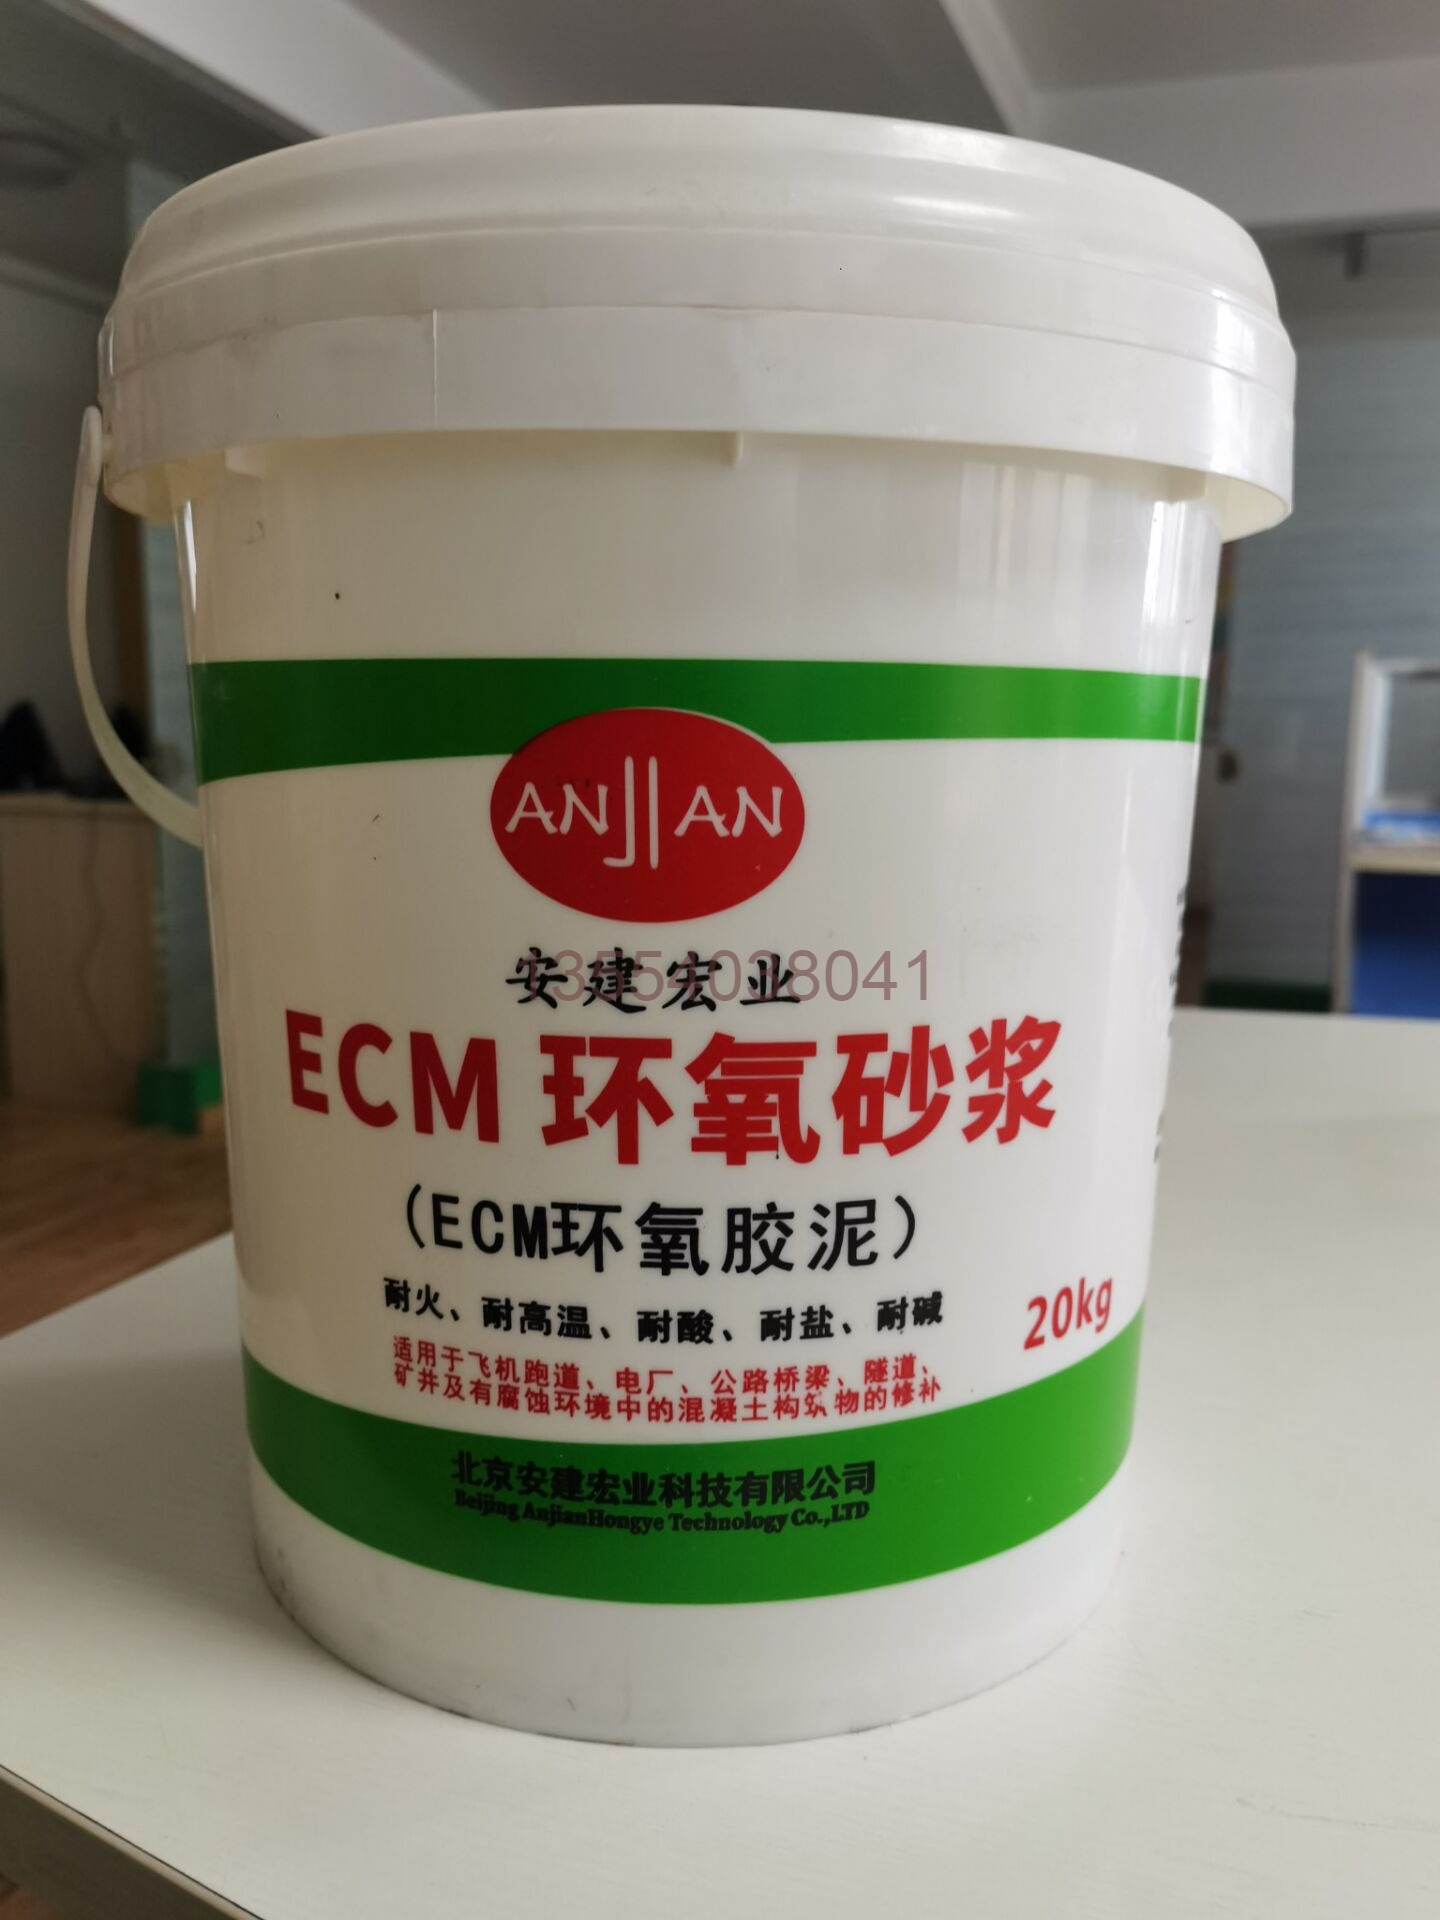 ANJIAN
安建宏业
13554038041
ECM 环氧砂浆
(ECM环氧胶泥)
耐火、耐高温、耐酸、耐盐、耐碱
20kg
适用于飞机跑道、电厂、公路桥梁、隧道、
矿井及有腐蚀环境中的混凝土构筑物的修补
北京安建宏业科技有限公司
Beijing AnjianHongye Technology Co.,LTD